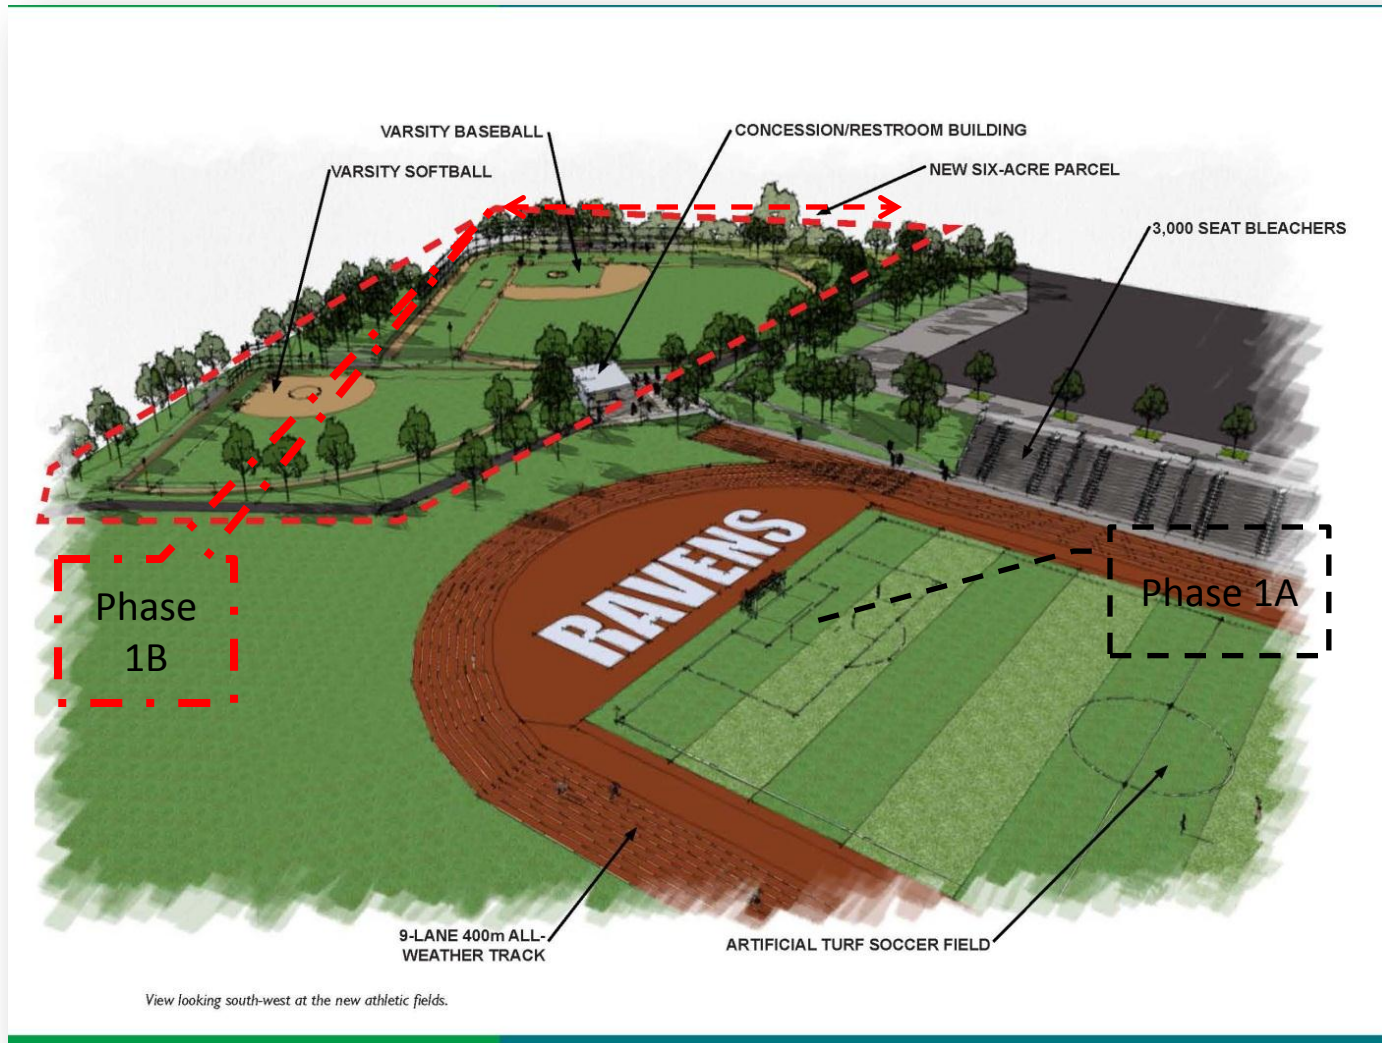 VARSITY BASEBALL
CONCESSION/RESTROOM BUILDING
VARSITY SOFTBALL
NEW SIX-ACRE PARCEL
3,000 SEAT BLEACHERS
RAVENS
Phase 1A
Phase
1B
9-LANE 400m ALL-
WEATHER TRACK
ARTIFICIAL TURF SOCCER FIELD
View looking south-west at the new athletic fields.